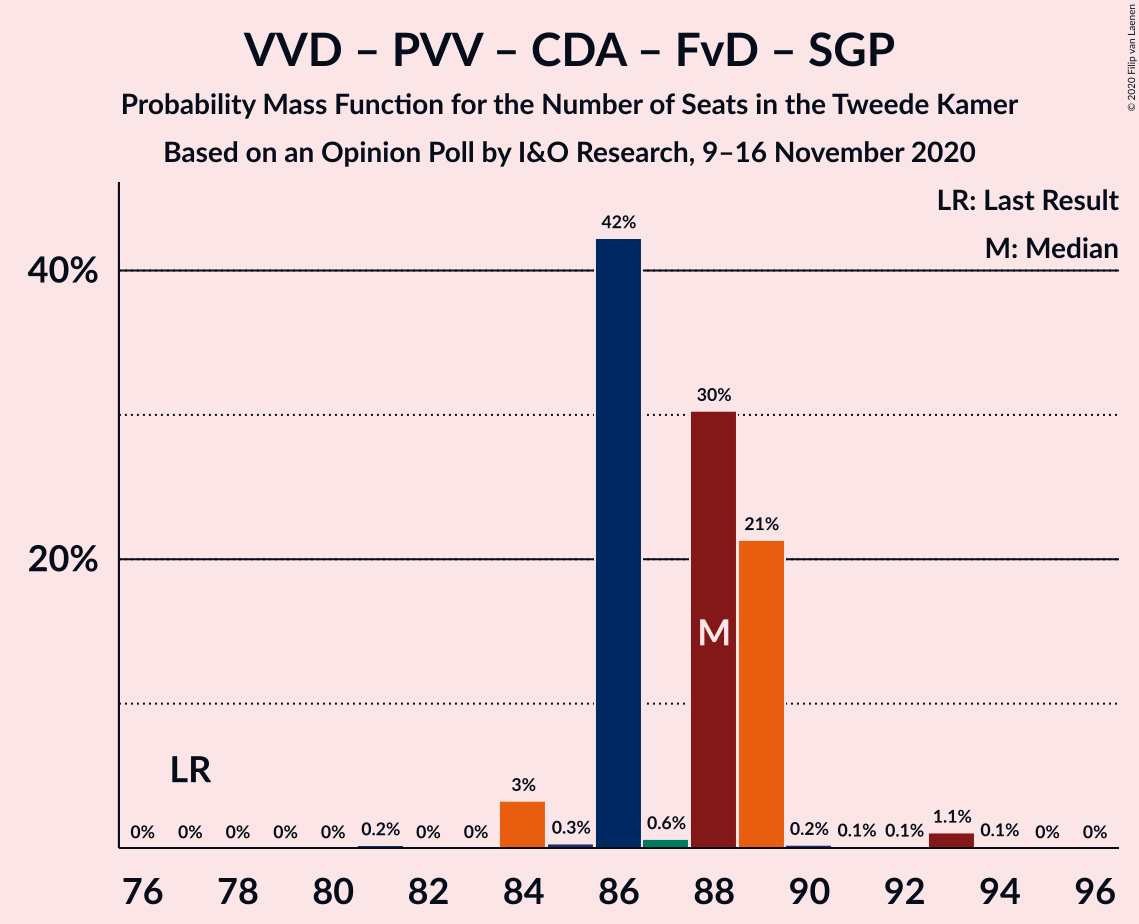 VVD – PVV – CDA – FvD – SGP
Probability Mass Function for the Number of Seats in the Tweede Kamer
Based on an Opinion Poll by I&O Research, 9–16 November 2020
© 2020 Filip van Laenen
LR: Last Result
M: Median
42%
40%
30%
21%
20%
M
LR
0% 0% 0% 0% 0% 0.2% 0% 0% 3% 0.3% 0.6% 0.2% 0.1% 0.1% 1.1% 0.1% 0% 0%
76 78 80 82 84 86 88 90 92 94 96